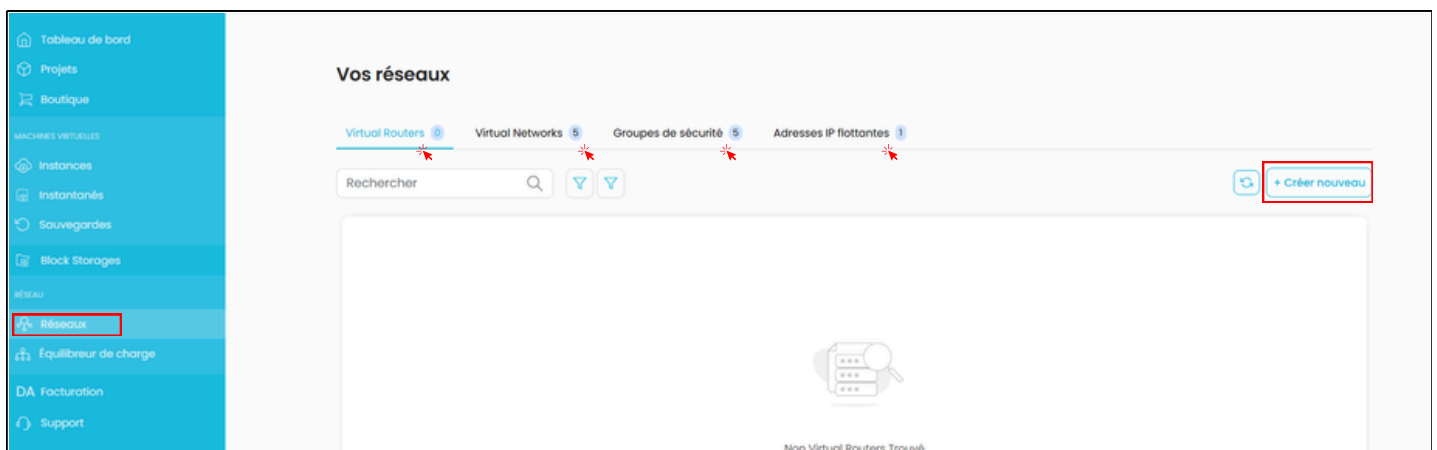 Tableau de bord
Projets
Boutique
MACHINES VIRTUELLES
Instances
Instantanés
Sauvegardes
Block Storages
RÉSEAU
Réseaux
Équilibreur de charge
DA Facturation
Support
Vos réseaux
Virtual Routers 0 Virtual Networks 5 Groupes de sécurité 5 Adresses IP flottantes 1
Rechercher + Créer nouveau
Non Virtual Routers Trouvé